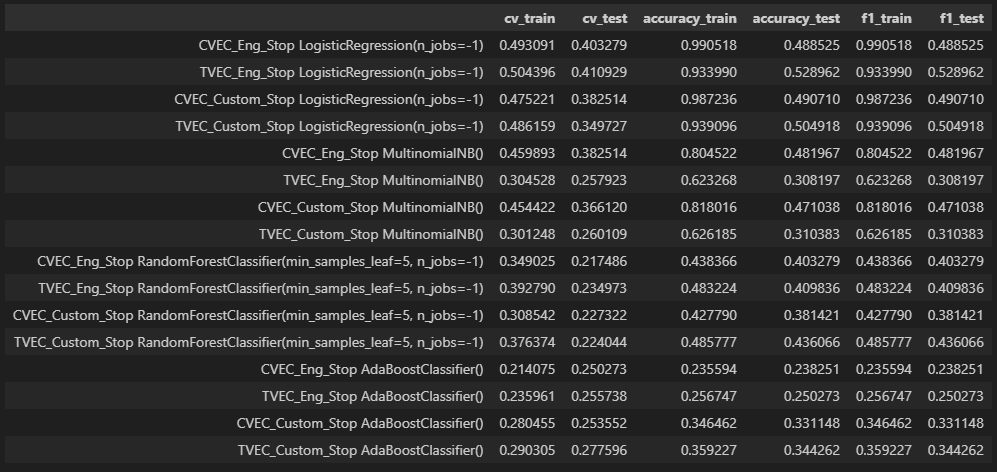 cv_train cv_test accuracy_train accuracy_test f1_train f1_test
CVEC_Eng_Stop LogisticRegression(n_jobs=-1) 0.493091 0.403279 0.990518 0.488525 0.990518 0.488525
TVEC_Eng_Stop LogisticRegression(n_jobs=-1) 0.504396 0.410929 0.933990 0.528962 0.933990 0.528962
CVEC_Custom_Stop LogisticRegression(n_jobs=-1) 0.475221 0.382514 0.987236 0.490710 0.987236 0.490710
TVEC_Custom_Stop LogisticRegression(n_jobs=-1) 0.486159 0.349727 0.939096 0.504918 0.939096 0.504918
CVEC_Eng_Stop MultinomialNB() 0.459893 0.382514 0.804522 0.481967 0.804522 0.481967
TVEC_Eng_Stop MultinomialNB() 0.304528 0.257923 0.623268 0.308197 0.623268 0.308197
CVEC_Custom_Stop MultinomialNB() 0.454422 0.366120 0.818016 0.471038 0.818016 0.471038
TVEC_Custom_Stop MultinomialNB() 0.301248 0.260109 0.626185 0.310383 0.626185 0.310383
CVEC_Eng_Stop RandomForestClassifier(min_samples_leaf=5, n_jobs=-1) 0.349025 0.217486 0.438366 0.403279 0.438366 0.403279
TVEC_Eng_Stop RandomForestClassifier(min_samples_leaf=5, n_jobs=-1) 0.392790 0.234973 0.483224 0.409836 0.483224 0.409836
CVEC_Custom_Stop RandomForestClassifier(min_samples_leaf=5, n_jobs=-1) 0.308542 0.227322 0.427790 0.381421 0.427790 0.381421
TVEC_Custom_Stop RandomForestClassifier(min_samples_leaf=5, n_jobs=-1) 0.376374 0.224044 0.485777 0.436066 0.485777 0.436066
CVEC_Eng_Stop AdaBoostClassifier() 0.214075 0.250273 0.235594 0.238251 0.235594 0.238251
TVEC_Eng_Stop AdaBoostClassifier() 0.235961 0.255738 0.256747 0.250273 0.256747 0.250273
CVEC_Custom_Stop AdaBoostClassifier() 0.280455 0.253552 0.346462 0.331148 0.346462 0.331148
TVEC_Custom_Stop AdaBoostClassifier() 0.290305 0.277596 0.359227 0.344262 0.359227 0.344262